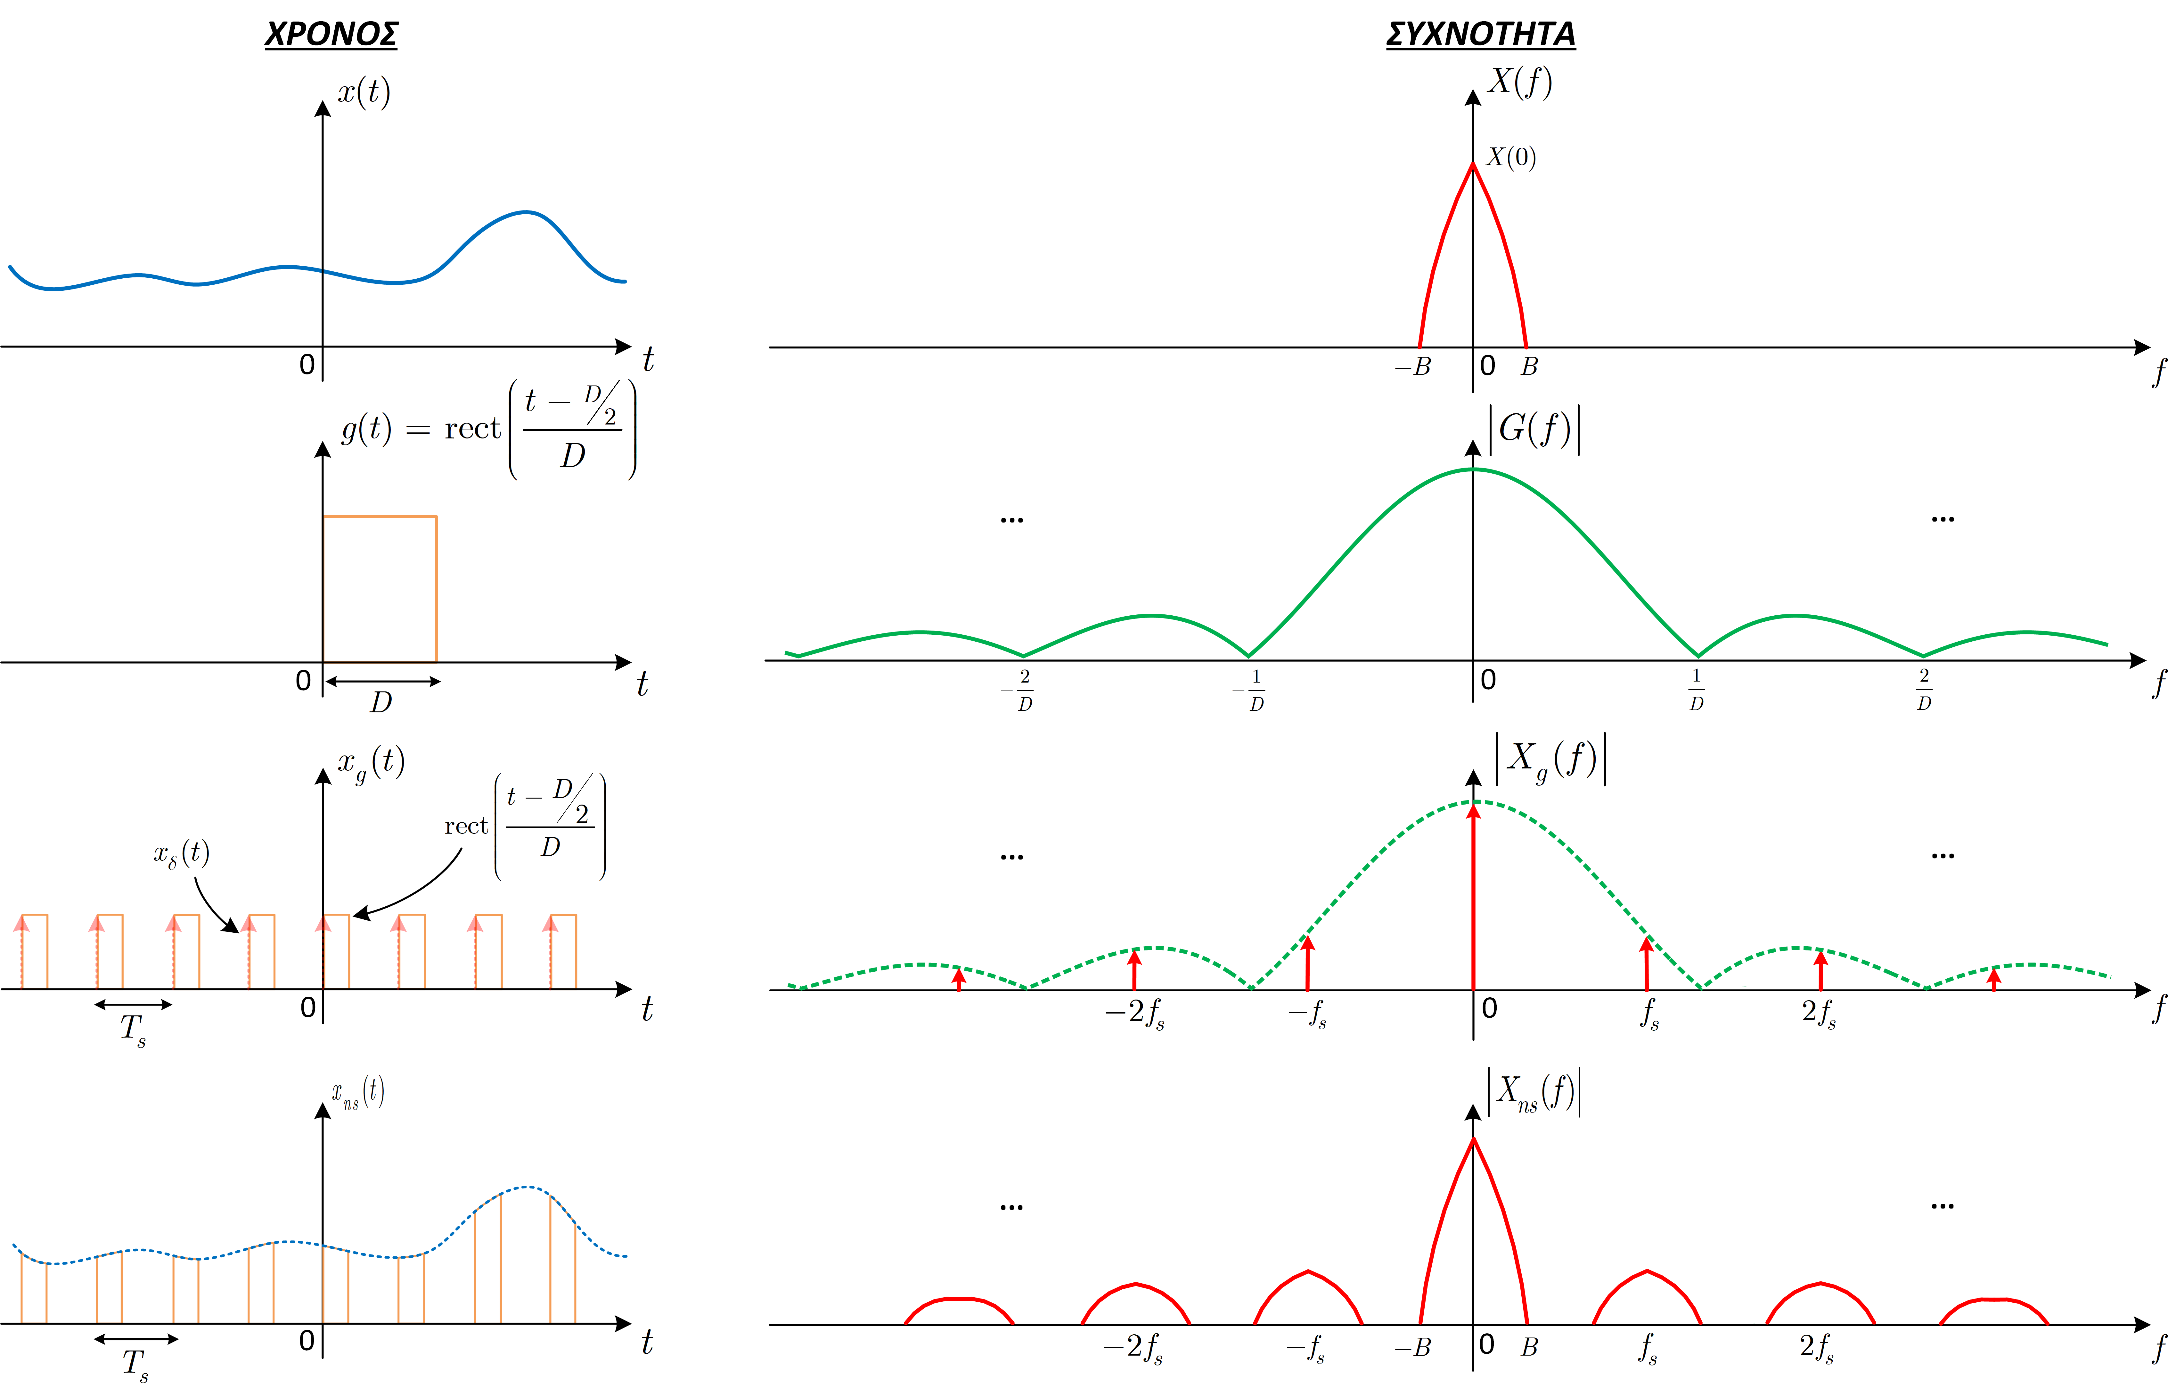 ΧΡΟΝΟΣ
ΣΥΧΝΟΤΗΤΑ
x(t)
X(f)
X(0)
0
t
−B
0
B
f
g(t) = rect((t − D/2)/D)
|G(f)|
...
...
0
D
t
−2/D
−1/D
0
1/D
2/D
f
x_g(t)
|X_g(f)|
rect((t − D/2)/D)
x_δ(t)
...
...
T_s
0
t
−2f_s
−f_s
0
f_s
2f_s
f
x_ns(t)
|X_ns(f)|
...
...
T_s
0
t
−2f_s
−f_s
−B
0
B
f_s
2f_s
f